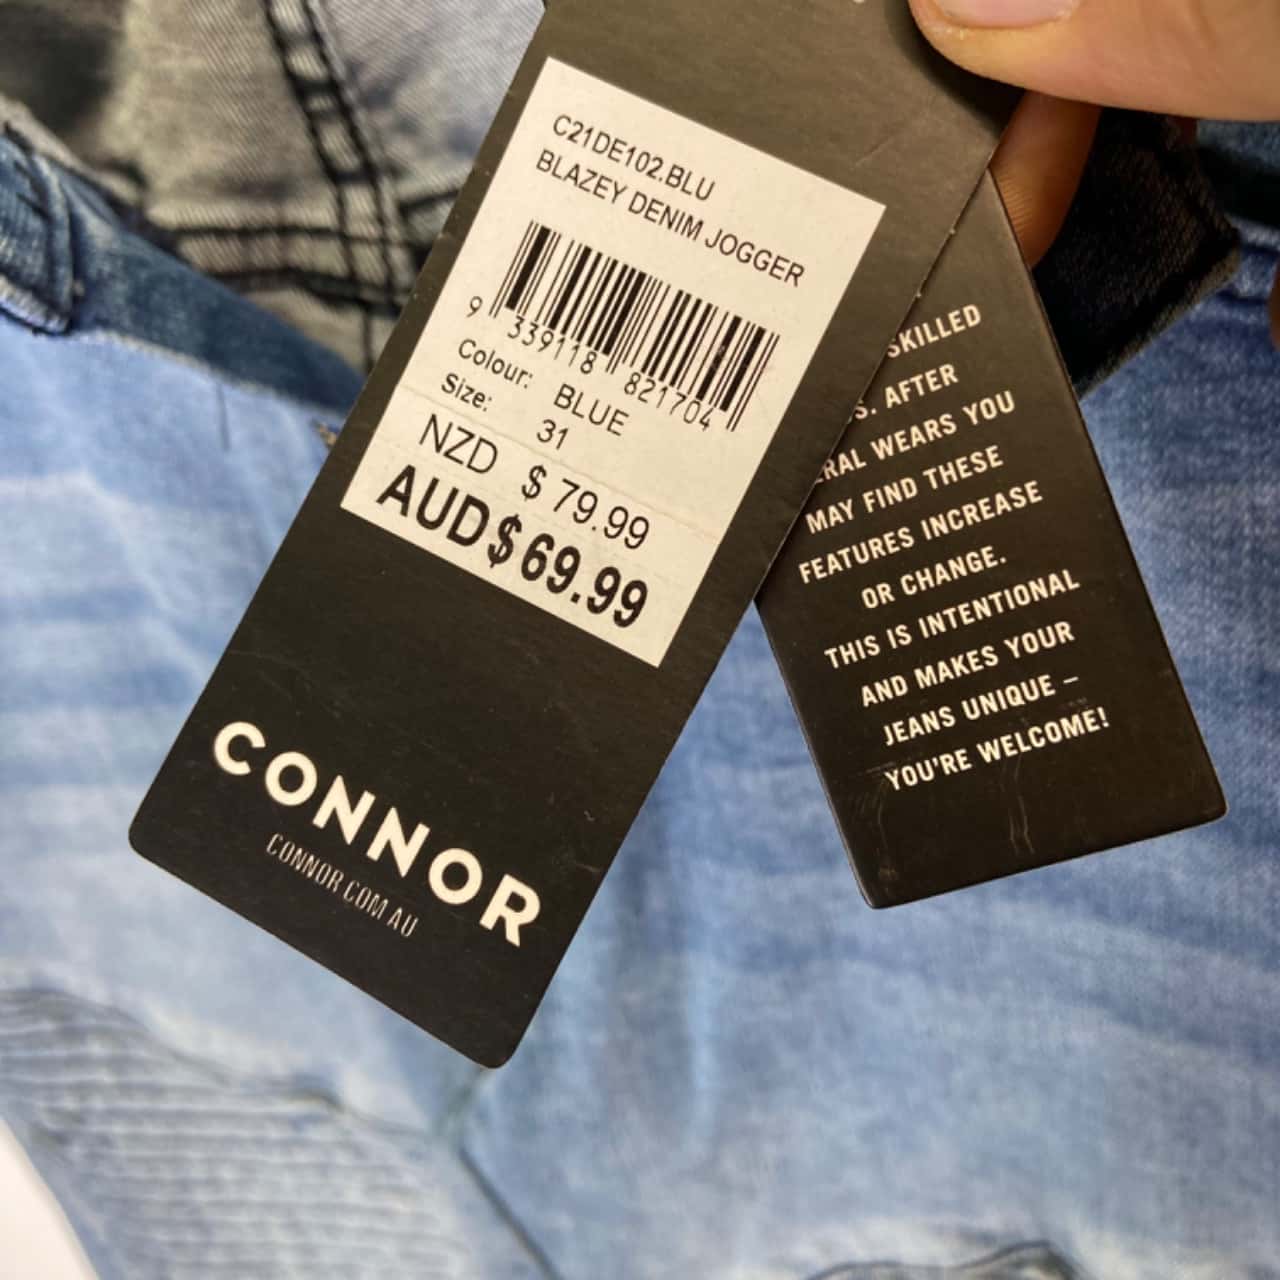 C21DE102.BLU
BLAZEY DENIM JOGGER
9 339118 821704
Colour: BLUE
Size: 31
NZD $ 79.99
AUD $ 69.99
CONNOR
CONNOR.COM.AU
SKILLED
AFTER
WEARS YOU
MAY FIND THESE
FEATURES INCREASE
OR CHANGE.
THIS IS INTENTIONAL
AND MAKES YOUR
JEANS UNIQUE –
YOU'RE WELCOME!